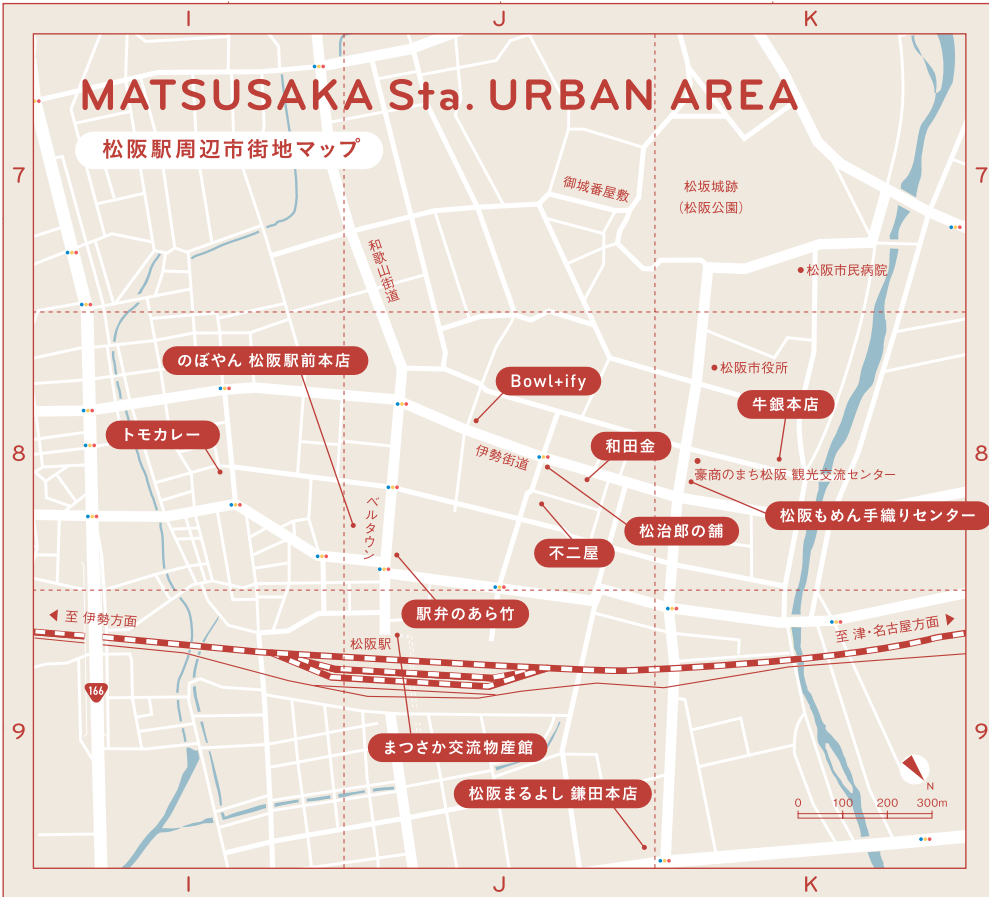 I J K
MATSUSAKA Sta. URBAN AREA
松阪駅周辺市街地マップ
7
7
御城番屋敷
松坂城跡
（松阪公園）
和歌山街道
松阪市民病院
のぼやん 松阪駅前本店
松阪市役所
Bowl+ify
牛銀本店
トモカレー
和田金
8
8
伊勢街道
豪商のまち松阪 観光交流センター
ベルタウン
松阪もめん手織りセンター
松治郎の舗
不二屋
駅弁のあら竹
至 伊勢方面
至 津・名古屋方面
松阪駅
166
9
9
まつさか交流物産館
松阪まるよし 鎌田本店
N
0 100 200 300m
I J K